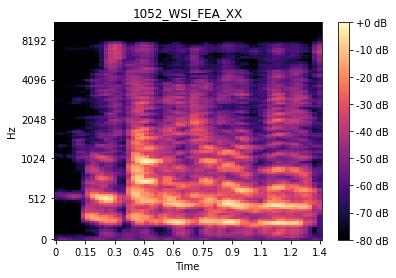 1052_WSI_FEA_XX
+0 dB
8192
-10 dB
4096
-20 dB
-30 dB
2048
Hz
-40 dB
1024
-50 dB
-60 dB
512
-70 dB
0
-80 dB
0 0.15 0.3 0.45 0.6 0.75 0.9 1.1 1.2 1.4
Time